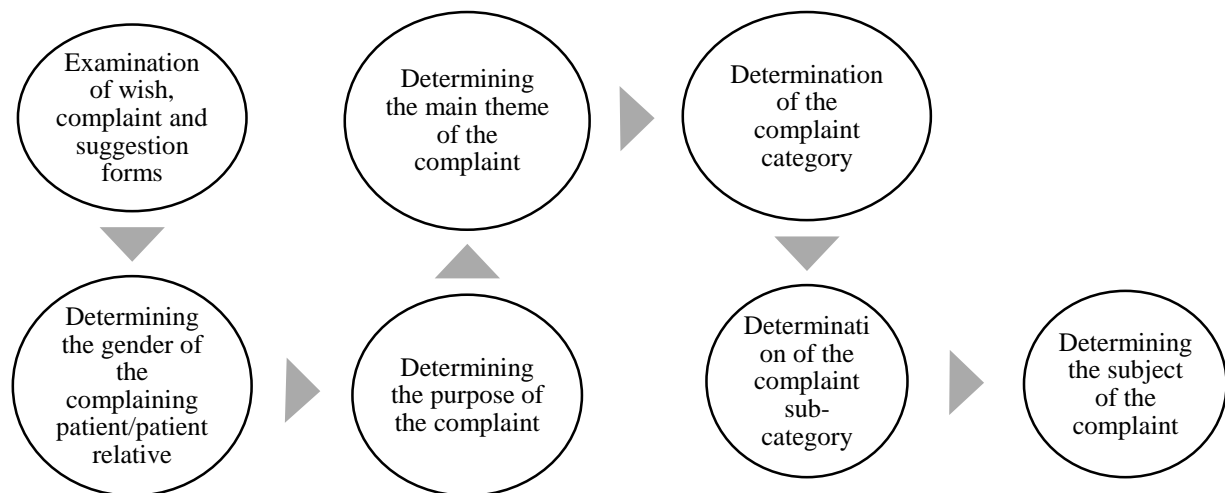 Examination
of wish,
complaint and
suggestion
forms
Determining
the gender of
the
complaining
patient/patient
relative
Determining
the purpose of
the complaint
Determining
the main theme
of the
complaint
Determination
of the
complaint
category
Determinati
on of the
complaint
sub-
category
Determining
the subject
of the
complaint